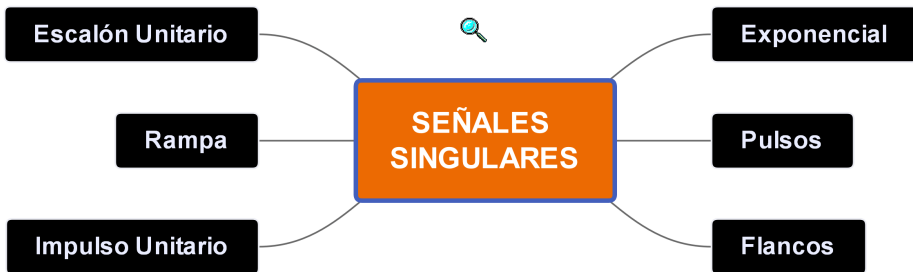 Escalón Unitario
Exponencial
SEÑALES
SINGULARES
Rampa
Pulsos
Impulso Unitario
Flancos